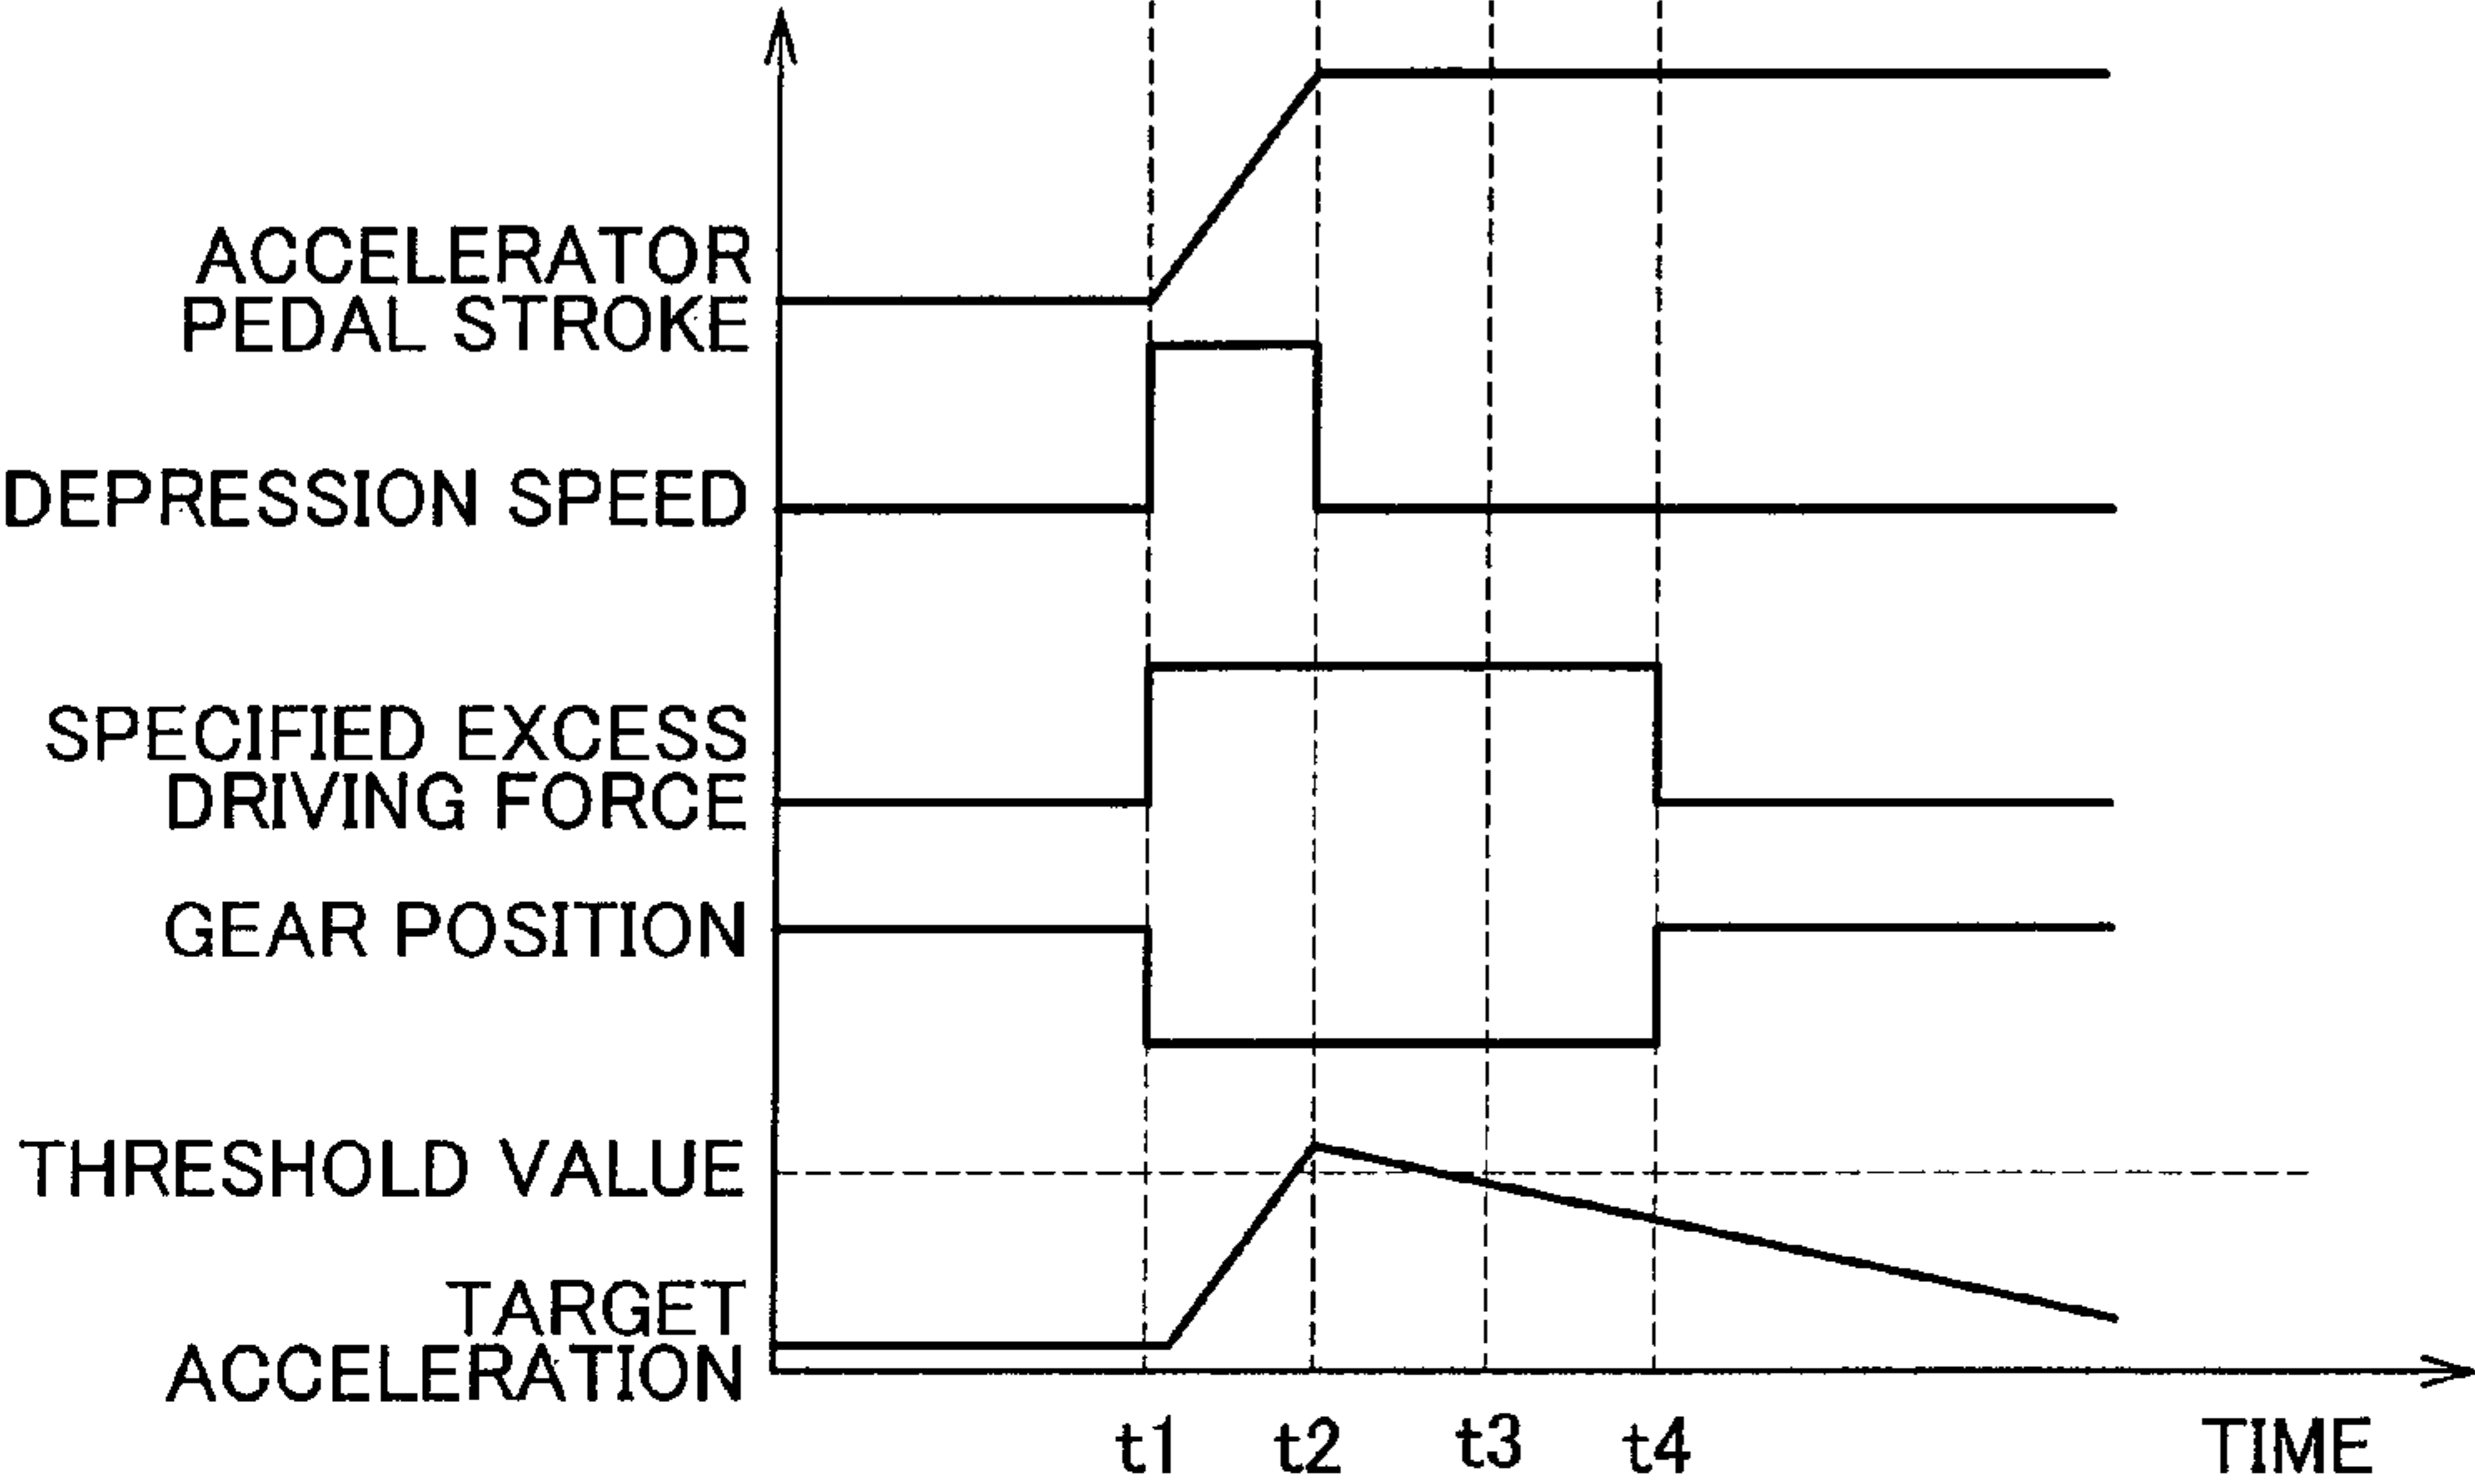 ACCELERATOR
PEDAL STROKE
DEPRESSION SPEED
SPECIFIED EXCESS
DRIVING FORCE
GEAR POSITION
THRESHOLD VALUE
TARGET
ACCELERATION
t1 t2 t3 t4 TIME